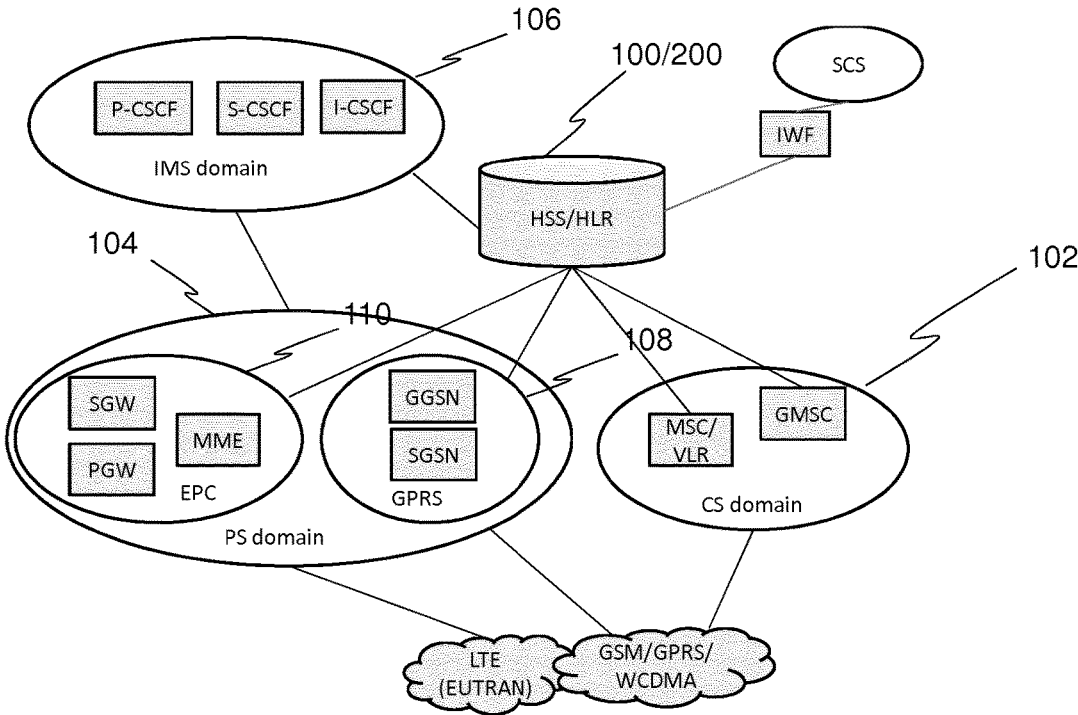 106
100/200
SCS
P-CSCF
S-CSCF
I-CSCF
IWF
IMS domain
HSS/HLR
104
102
110
108
SGW
GGSN
GMSC
MME
MSC/
VLR
PGW
SGSN
EPC
GPRS
CS domain
PS domain
LTE
(EUTRAN)
GSM/GPRS/
WCDMA